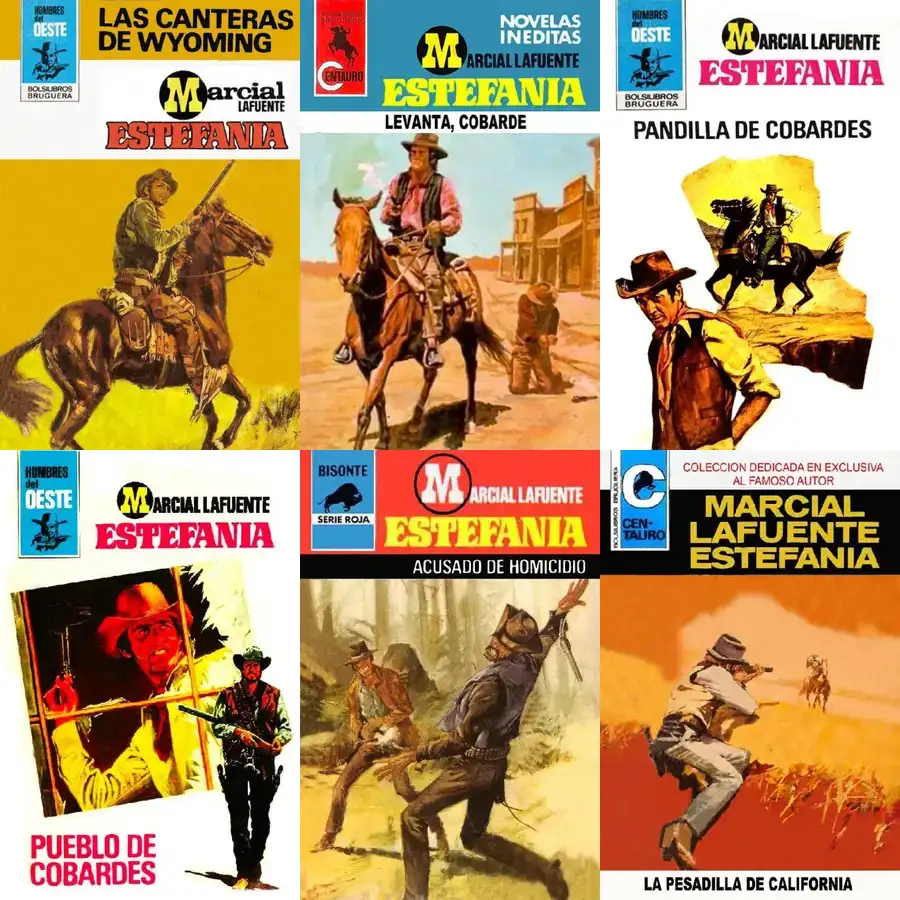 HOMBRES
del
OESTE
BOLSILIBROS
BRUGUERA
LAS CANTERAS
DE WYOMING
Marcial
LAFUENTE
ESTEFANIA
CENTAURO
NOVELAS
INEDITAS
MARCIAL LAFUENTE
ESTEFANIA
LEVANTA, COBARDE
HOMBRES
del
OESTE
BOLSILIBROS
BRUGUERA
MARCIAL LAFUENTE
ESTEFANIA
PANDILLA DE COBARDES
HOMBRES
del
OESTE
MARCIAL LAFUENTE
ESTEFANIA
PUEBLO DE
COBARDES
BISONTE
SERIE ROJA
MARCIAL LAFUENTE
ESTEFANIA
ACUSADO DE HOMICIDIO
BOLSILIBROS BRUGUERA
C
CEN-
TAURO
COLECCION DEDICADA EN EXCLUSIVA
AL FAMOSO AUTOR
MARCIAL
LAFUENTE
ESTEFANIA
LA PESADILLA DE CALIFORNIA